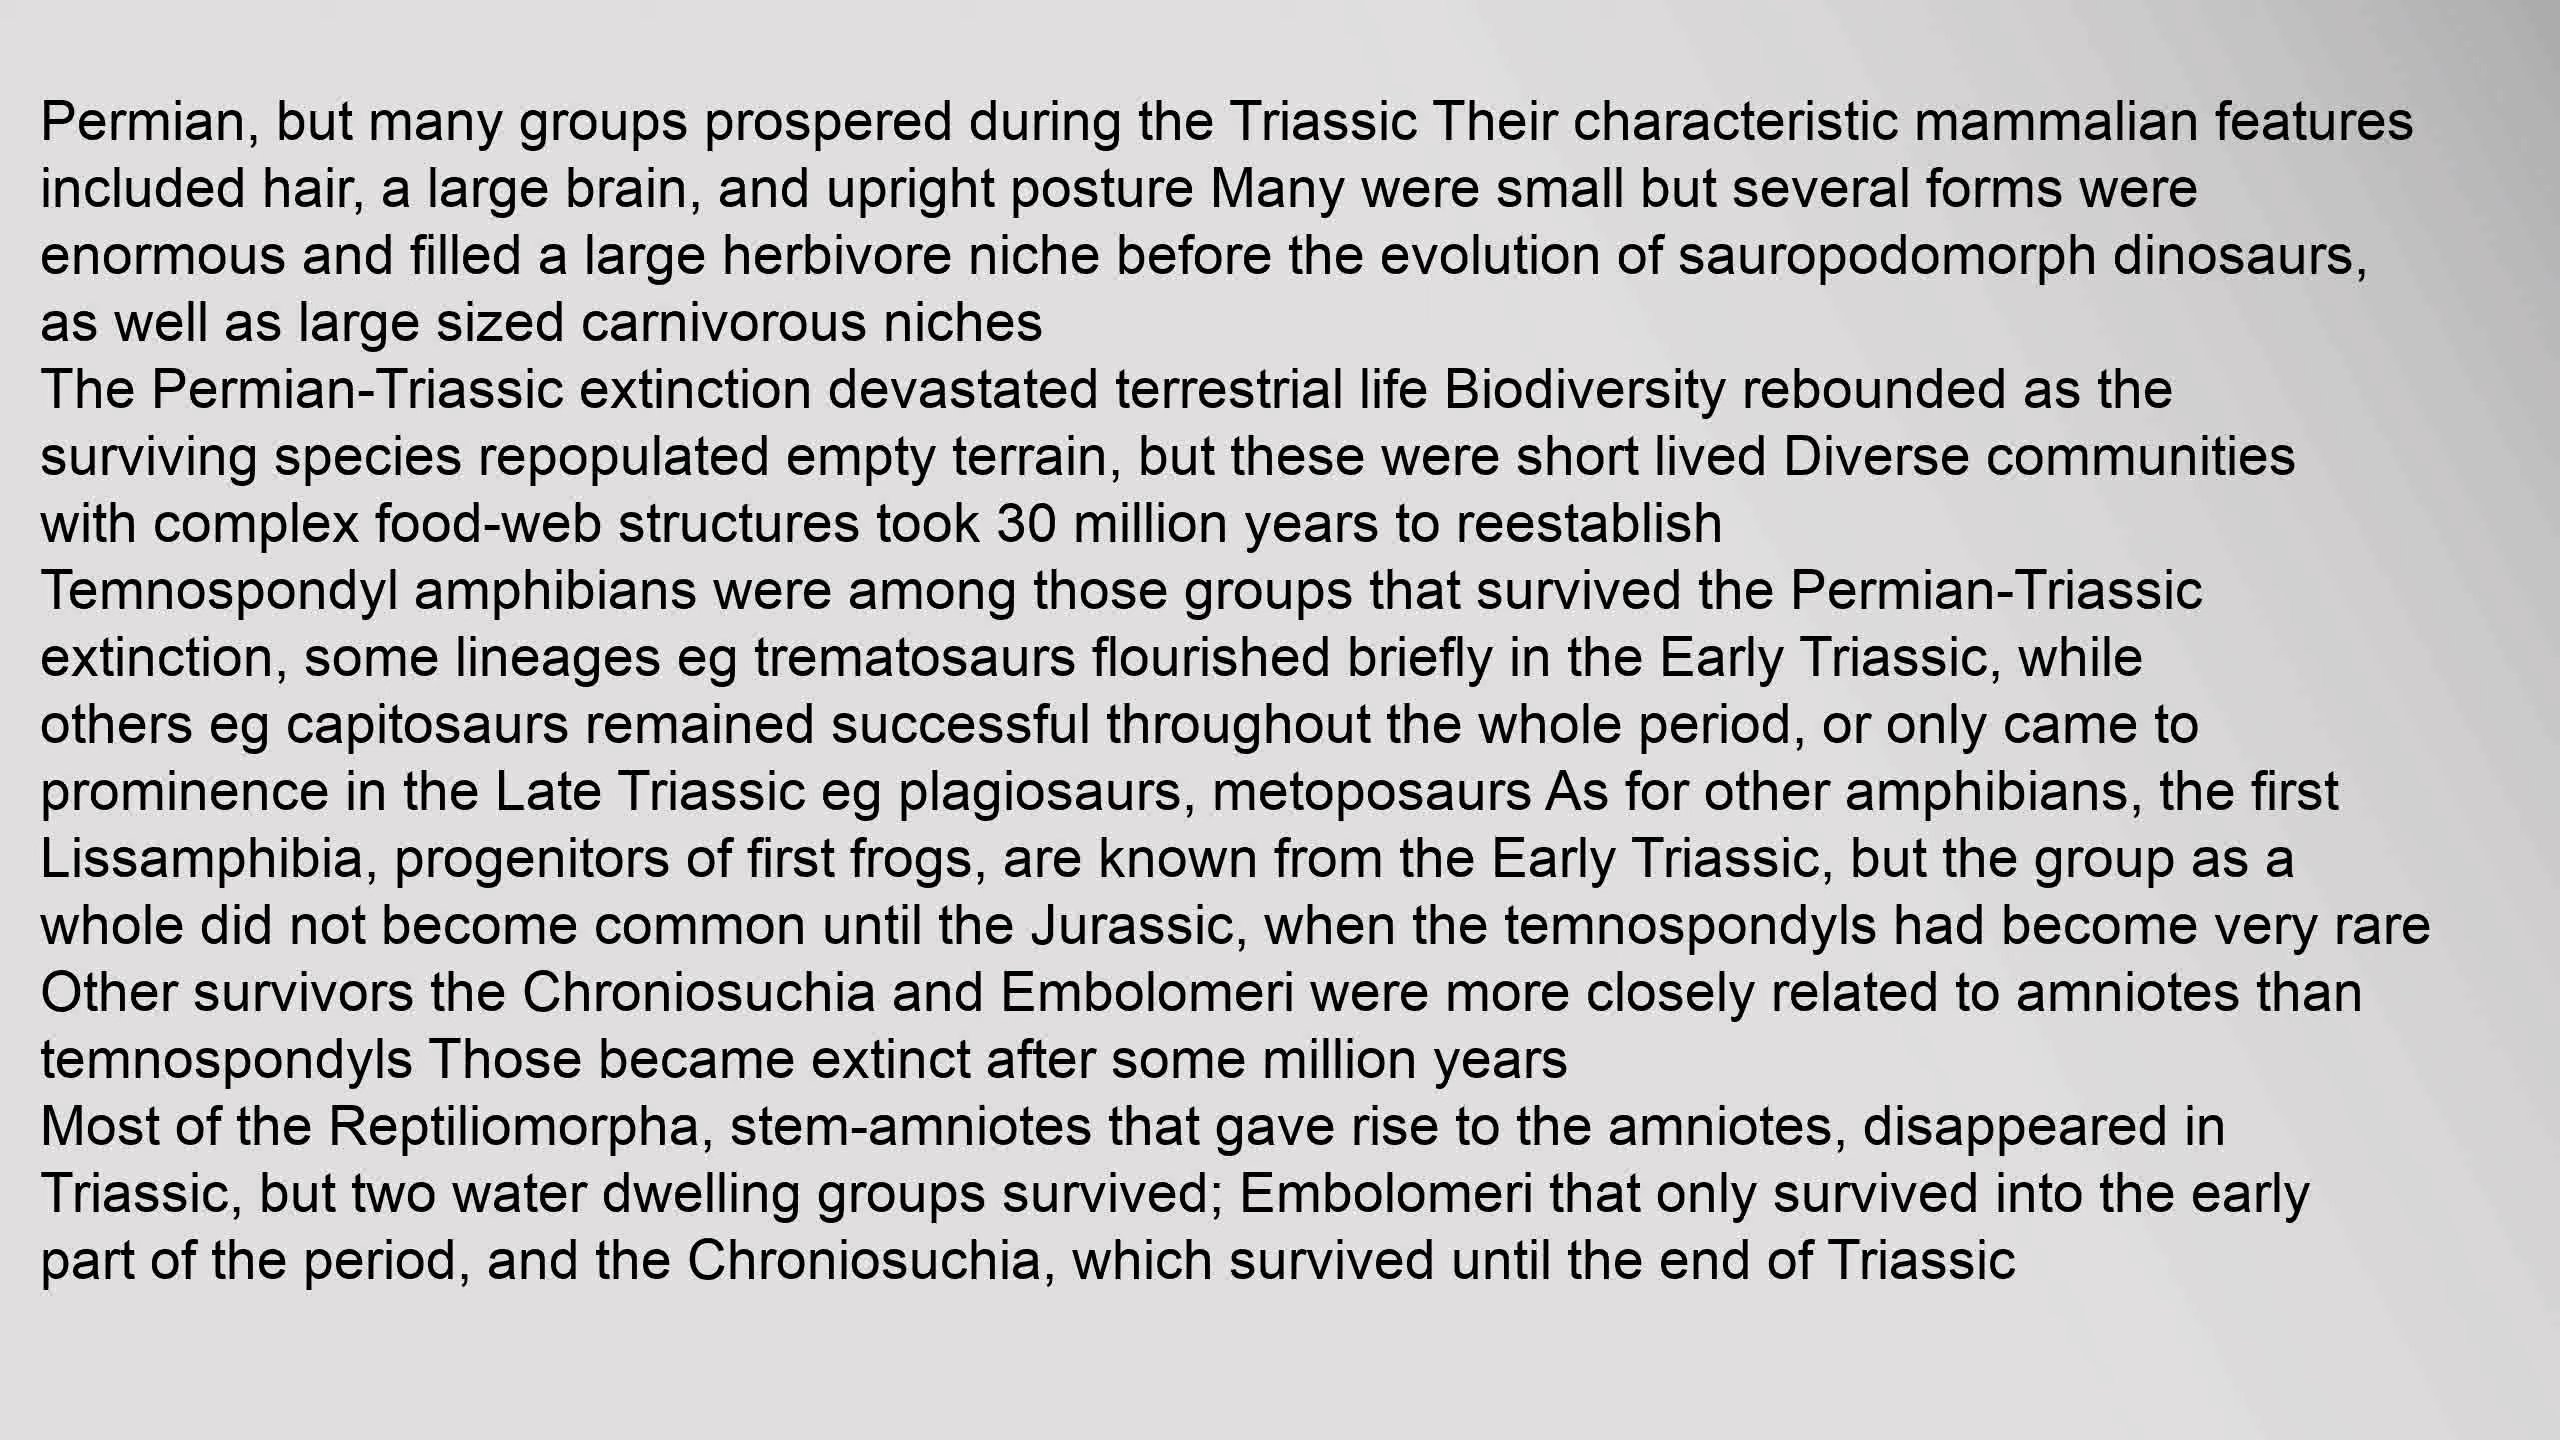 Permian, but many groups prospered during the Triassic Their characteristic mammalian features
included hair, a large brain, and upright posture Many were small but several forms were
enormous and filled a large herbivore niche before the evolution of sauropodomorph dinosaurs,
as well as large sized carnivorous niches
The Permian-Triassic extinction devastated terrestrial life Biodiversity rebounded as the
surviving species repopulated empty terrain, but these were short lived Diverse communities
with complex food-web structures took 30 million years to reestablish
Temnospondyl amphibians were among those groups that survived the Permian-Triassic
extinction, some lineages eg trematosaurs flourished briefly in the Early Triassic, while
others eg capitosaurs remained successful throughout the whole period, or only came to
prominence in the Late Triassic eg plagiosaurs, metoposaurs As for other amphibians, the first
Lissamphibia, progenitors of first frogs, are known from the Early Triassic, but the group as a
whole did not become common until the Jurassic, when the temnospondyls had become very rare
Other survivors the Chroniosuchia and Embolomeri were more closely related to amniotes than
temnospondyls Those became extinct after some million years
Most of the Reptiliomorpha, stem-amniotes that gave rise to the amniotes, disappeared in
Triassic, but two water dwelling groups survived; Embolomeri that only survived into the early
part of the period, and the Chroniosuchia, which survived until the end of Triassic